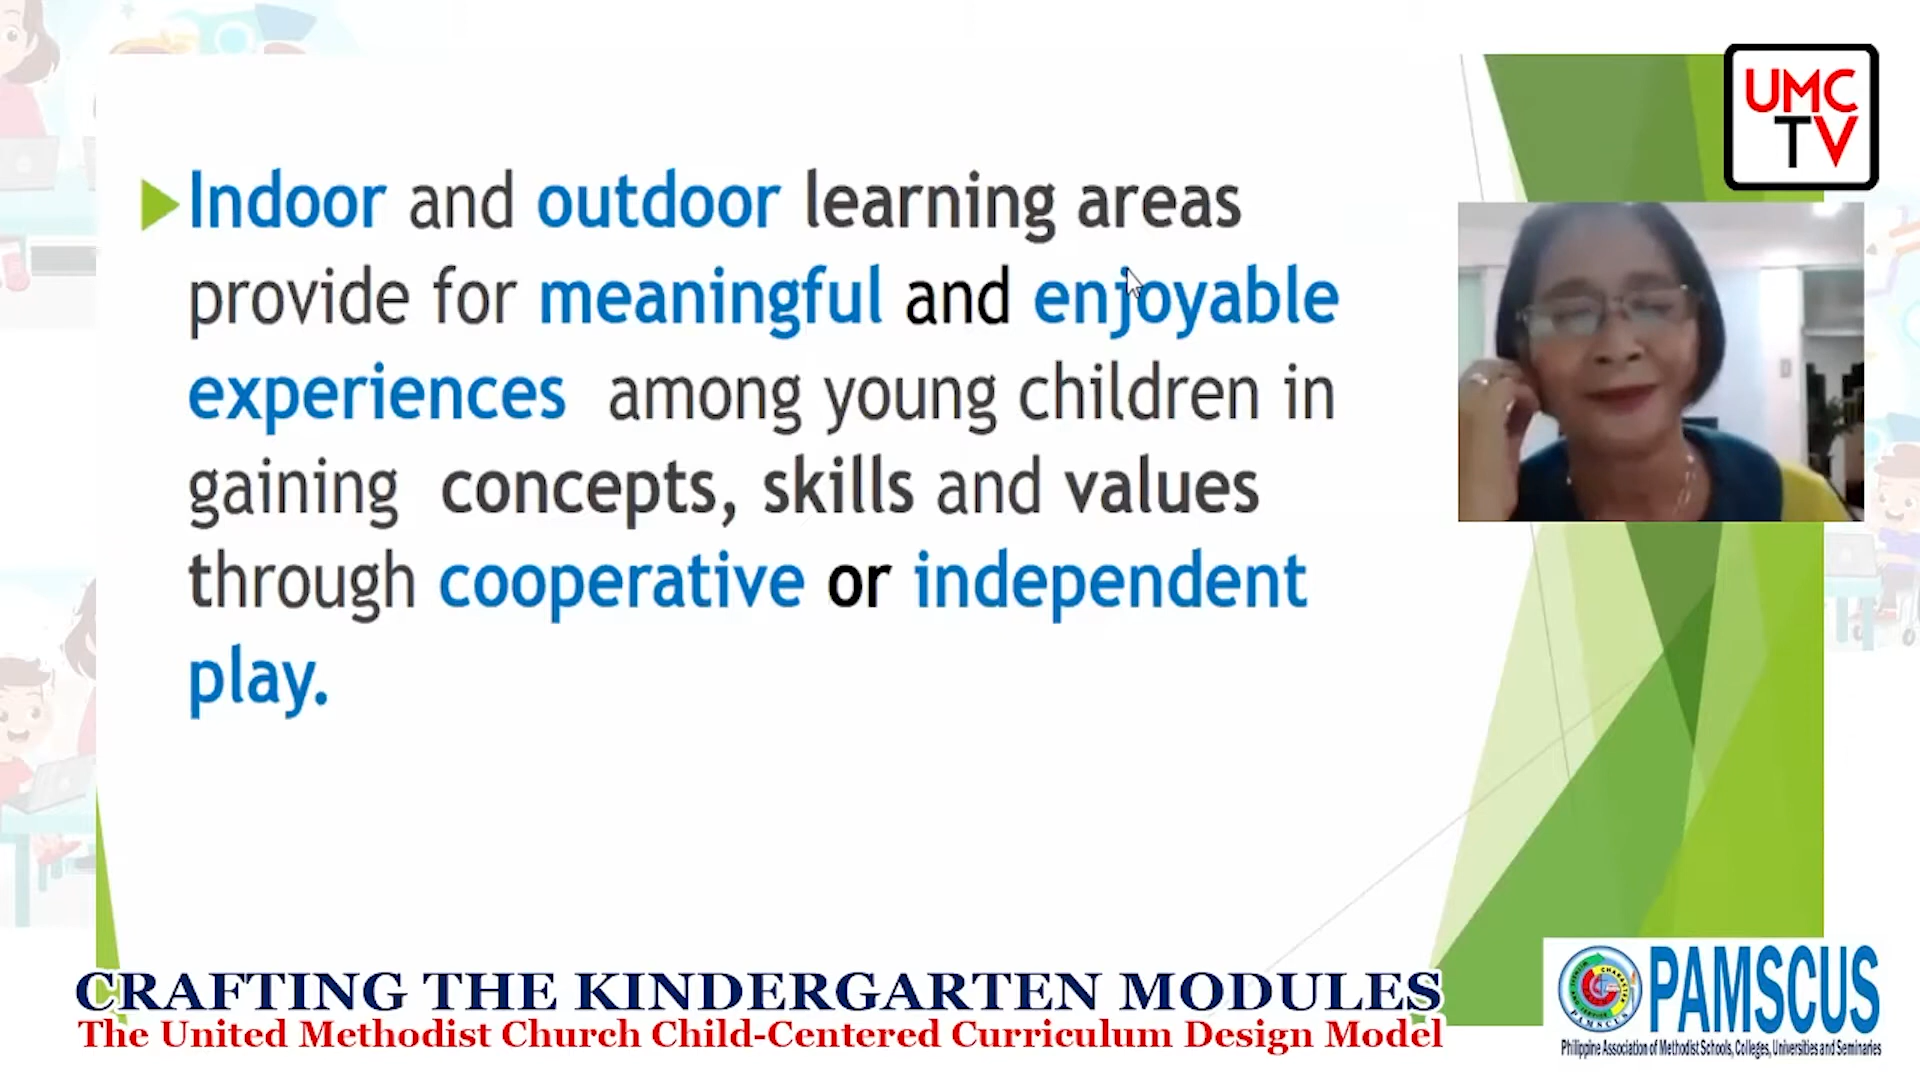 UMC
TV
Indoor and outdoor learning areas
provide for meaningful and enjoyable
experiences among young children in
gaining concepts, skills and values
through cooperative or independent
play.
CRAFTING THE KINDERGARTEN MODULES
The United Methodist Church Child-Centered Curriculum Design Model
PAMSCUS
Philippine Association of Methodist Schools, Colleges, Universities and Seminaries